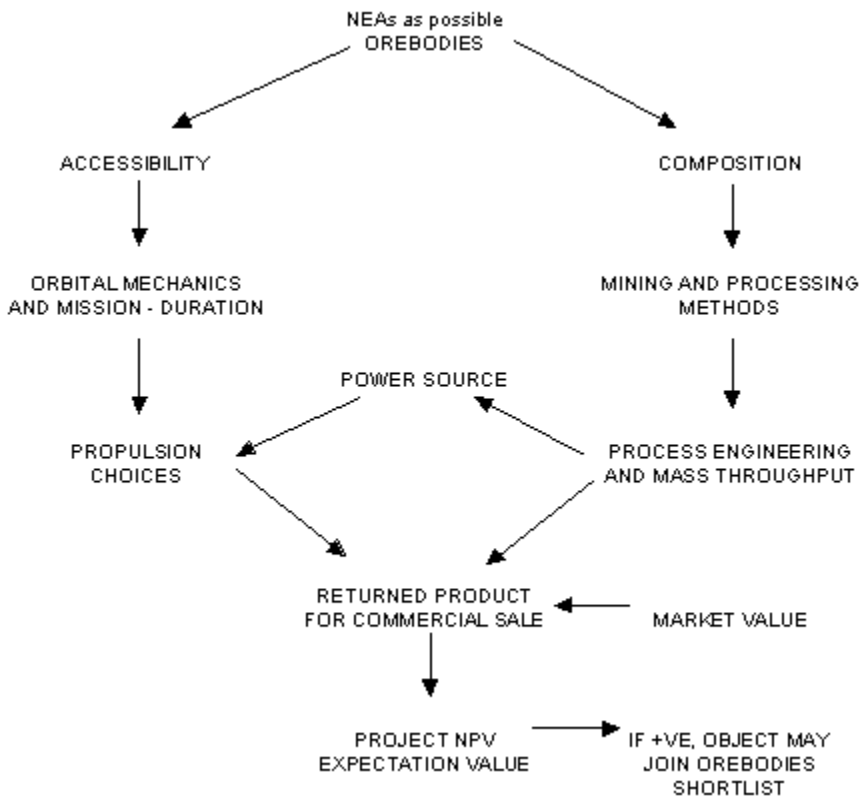 NEAs as possible
OREBODIES
ACCESSIBILITY
COMPOSITION
ORBITAL MECHANICS
AND MISSION - DURATION
MINING AND PROCESSING
METHODS
POWER SOURCE
PROPULSION
CHOICES
PROCESS ENGINEERING
AND MASS THROUGHPUT
RETURNED PRODUCT
FOR COMMERCIAL SALE
MARKET VALUE
PROJECT NPV
EXPECTATION VALUE
IF +VE, OBJECT MAY
JOIN OREBODIES
SHORTLIST